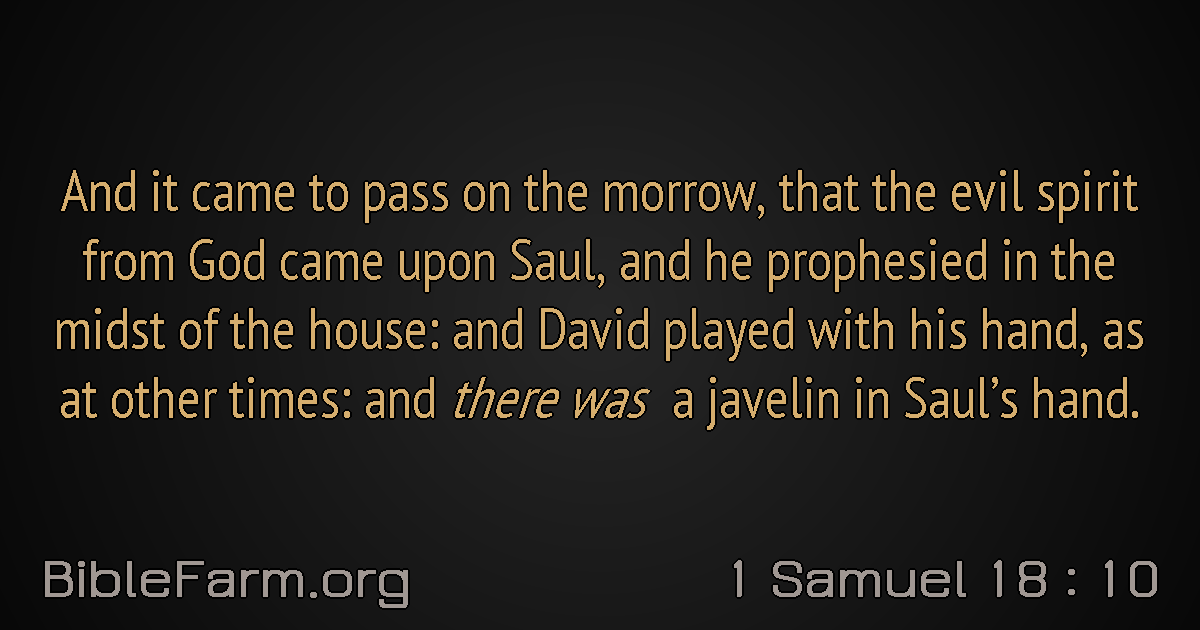 And it came to pass on the morrow, that the evil spirit
from God came upon Saul, and he prophesied in the
midst of the house: and David played with his hand, as
at other times: and there was a javelin in Saul’s hand.
BibleFarm.org
1 Samuel 18 : 10